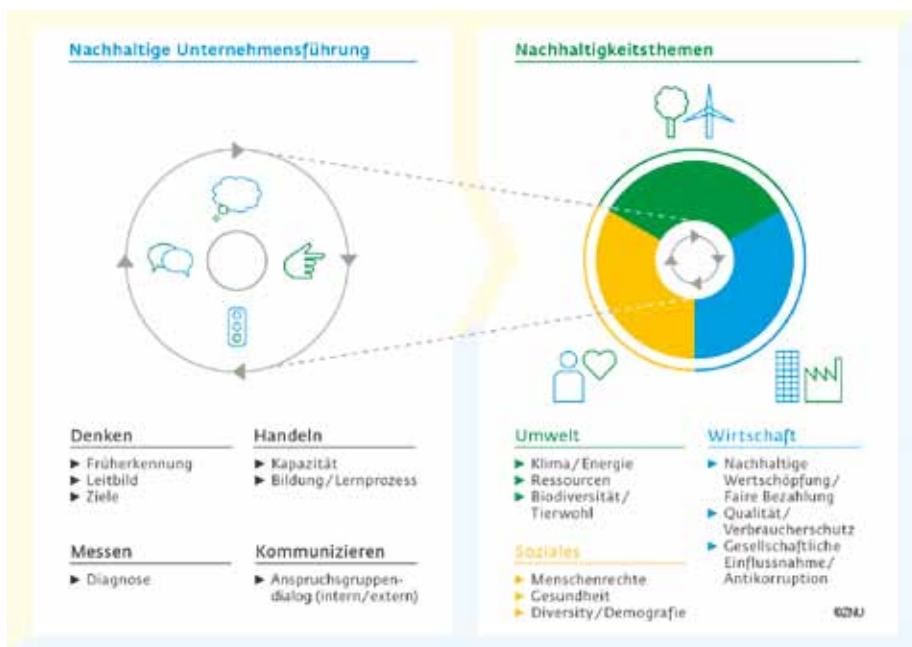 Nachhaltige Unternehmensführung
Denken
► Früherkennung
► Leitbild
► Ziele
Handeln
► Kapazität
► Bildung/Lernprozess
Messen
► Diagnose
Kommunizieren
► Anspruchsgruppen-
dialog (intern/extern)
Nachhaltigkeitsthemen
Umwelt
► Klima/Energie
► Ressourcen
► Biodiversität/
Tierwohl
Soziales
► Menschenrechte
► Gesundheit
► Diversity/Demografie
Wirtschaft
► Nachhaltige
Wertschöpfung/
Faire Bezahlung
► Qualität/
Verbraucherschutz
► Gesellschaftliche
Einflussnahme/
Antikorruption
©ZNU